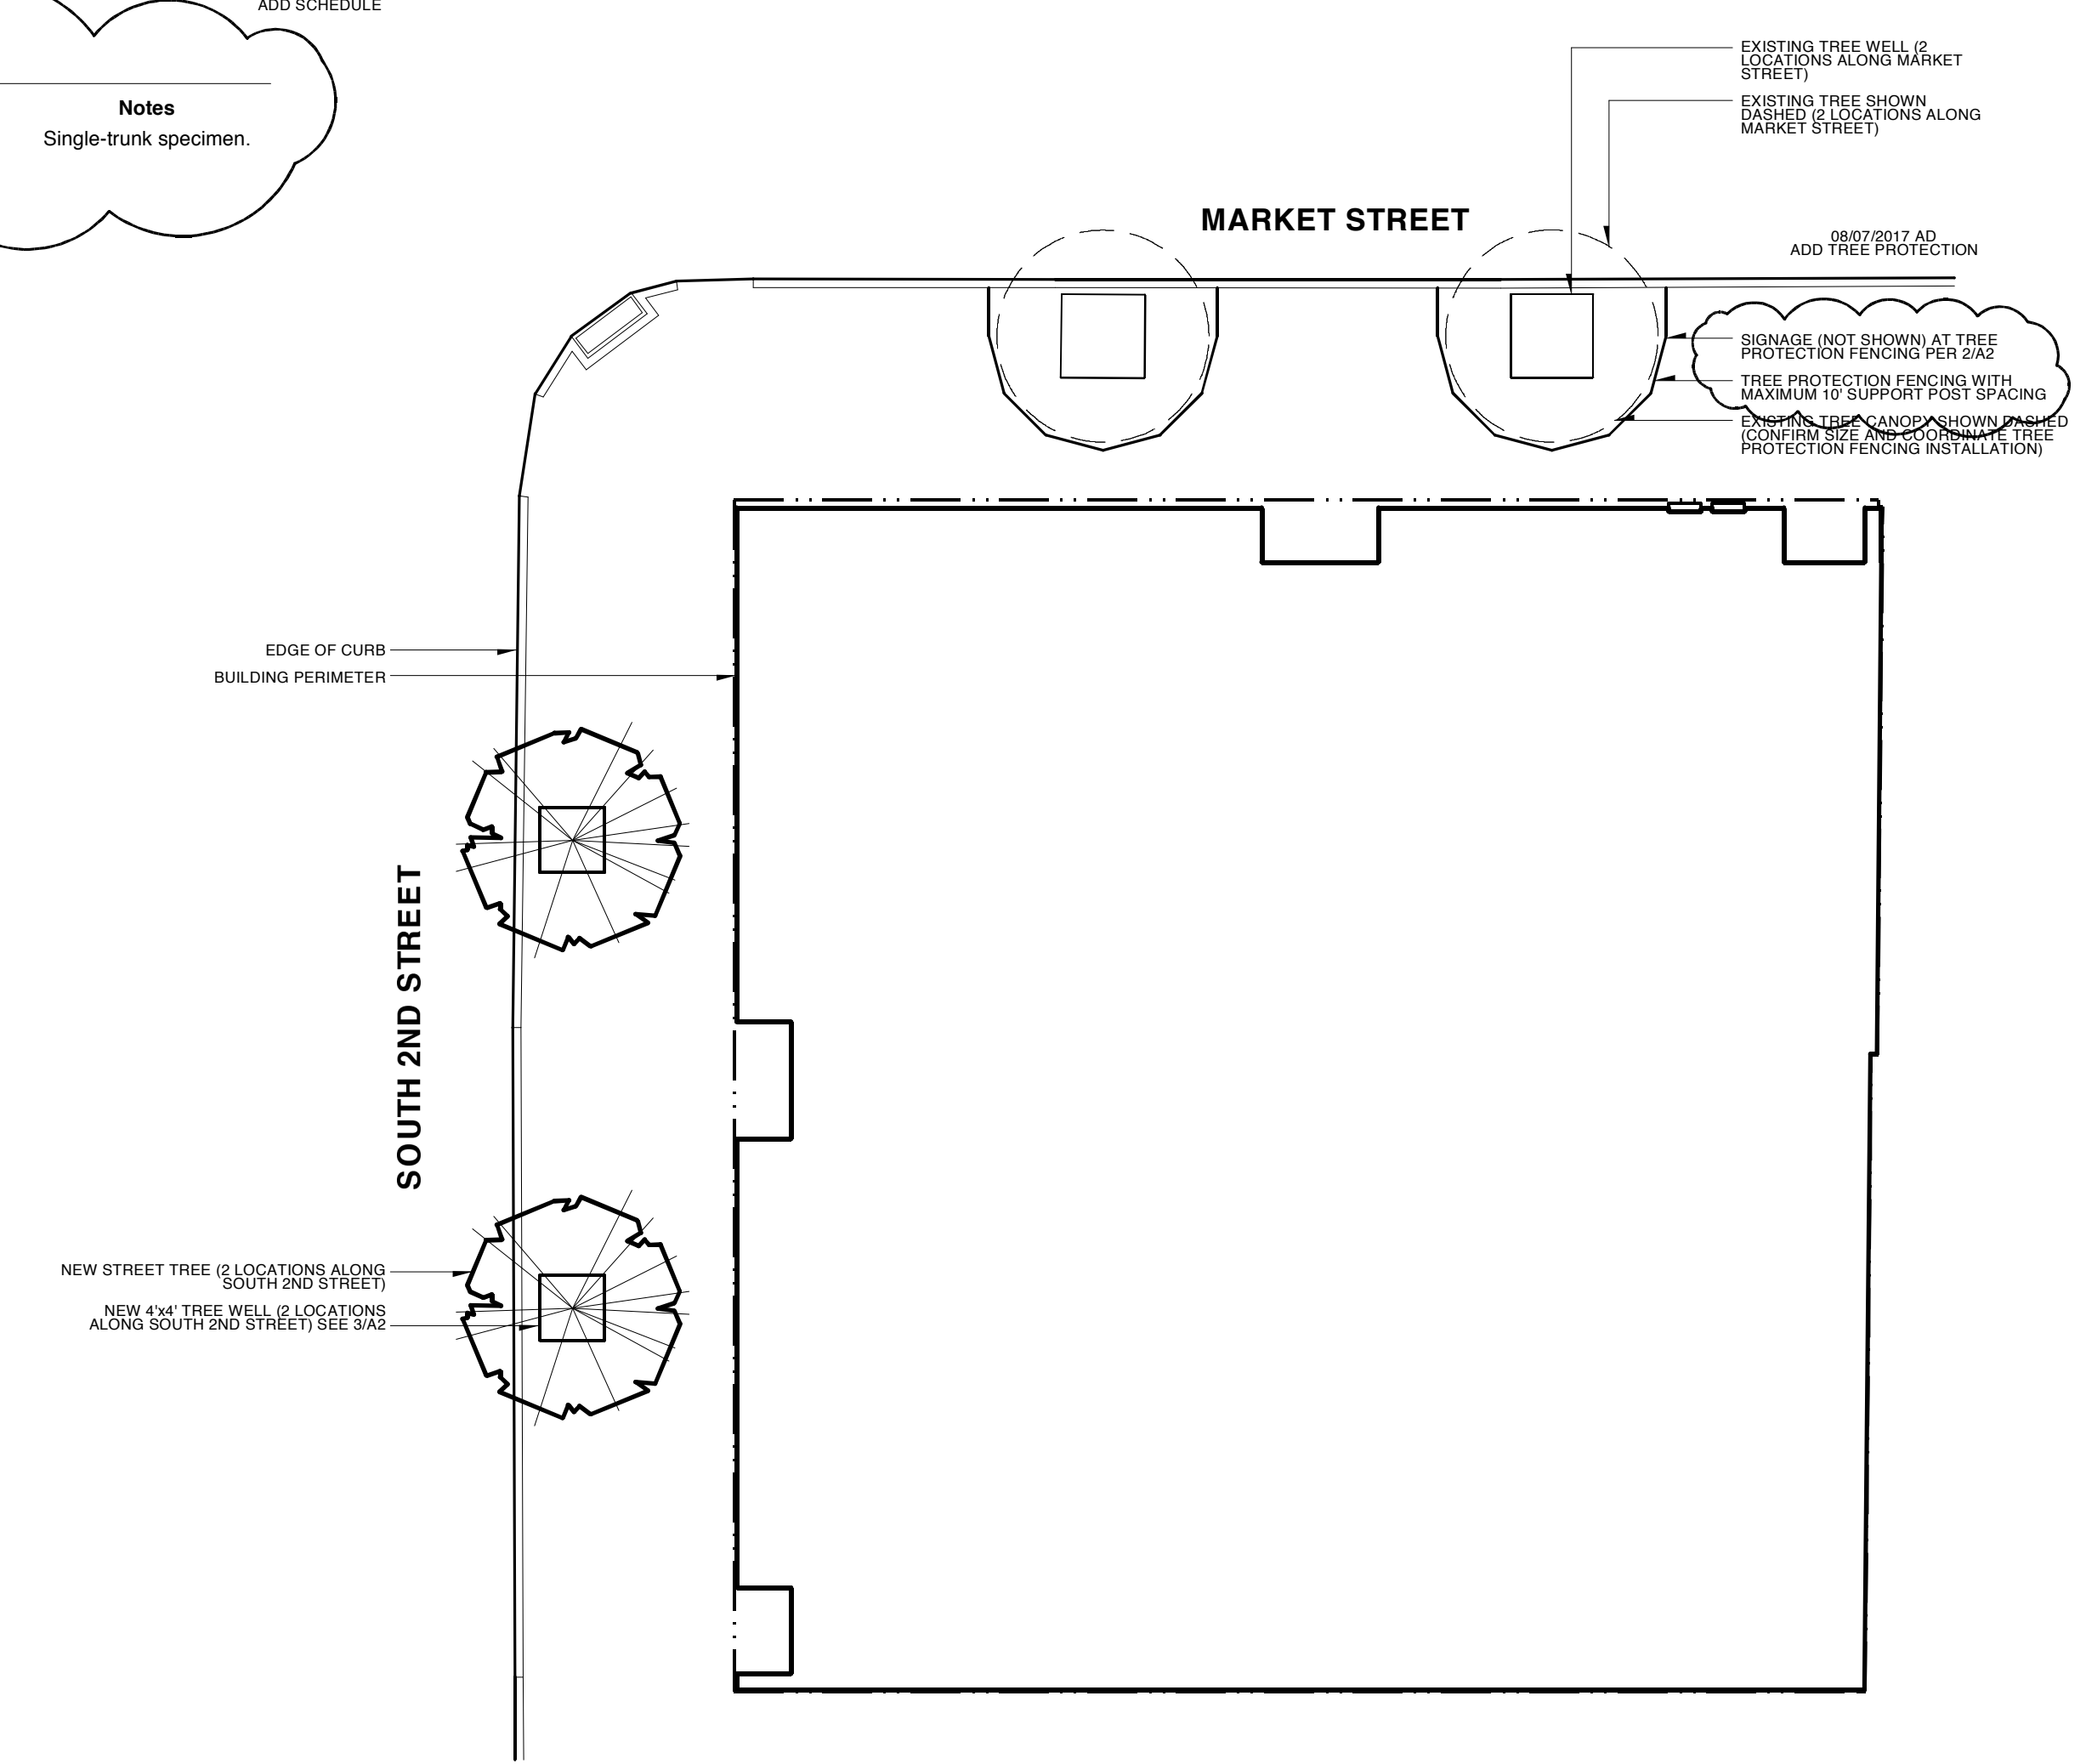 ADD SCHEDULE
Notes
Single-trunk specimen.
EXISTING TREE WELL (2
LOCATIONS ALONG MARKET
STREET)
EXISTING TREE SHOWN
DASHED (2 LOCATIONS ALONG
MARKET STREET)
MARKET STREET
08/07/2017 AD
ADD TREE PROTECTION
SIGNAGE (NOT SHOWN) AT TREE
PROTECTION FENCING PER 2/A2
TREE PROTECTION FENCING WITH
MAXIMUM 10' SUPPORT POST SPACING
EXISTING TREE CANOPY SHOWN DASHED
(CONFIRM SIZE AND COORDINATE TREE
PROTECTION FENCING INSTALLATION)
EDGE OF CURB
BUILDING PERIMETER
SOUTH 2ND STREET
NEW STREET TREE (2 LOCATIONS ALONG
SOUTH 2ND STREET)
NEW 4'x4' TREE WELL (2 LOCATIONS
ALONG SOUTH 2ND STREET) SEE 3/A2